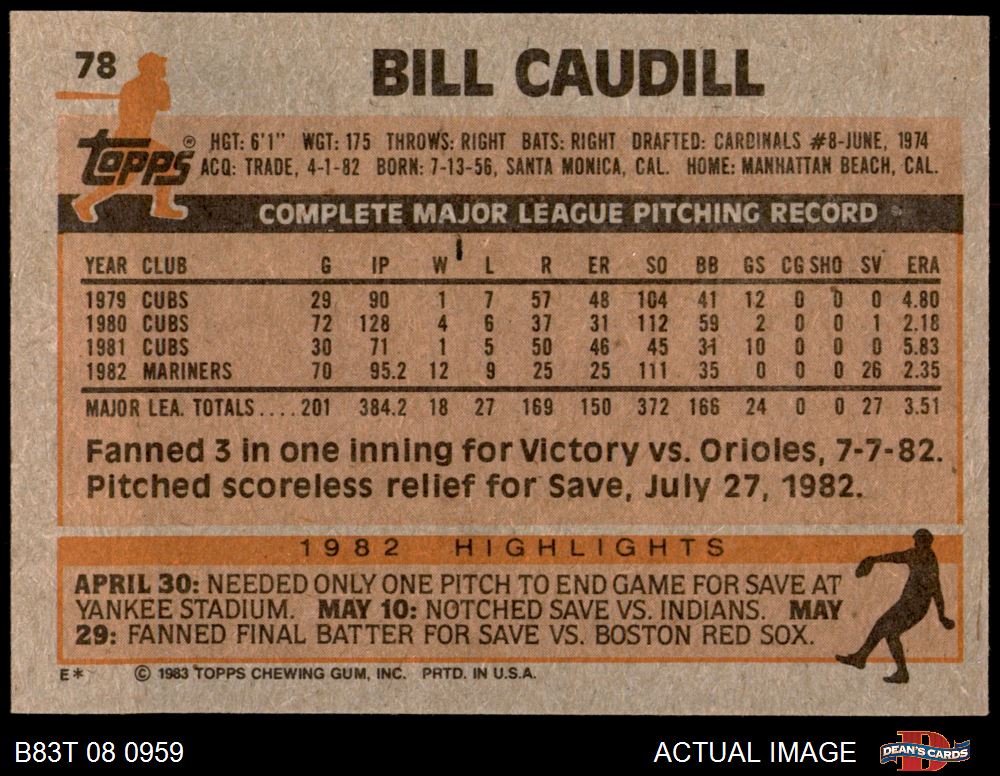 78
BILL CAUDILL
topps®
HGT: 6'1" WGT: 175 THROWS: RIGHT BATS: RIGHT DRAFTED: CARDINALS #8-JUNE, 1974
ACQ: TRADE, 4-1-82 BORN: 7-13-56, SANTA MONICA, CAL. HOME: MANHATTAN BEACH, CAL.
COMPLETE MAJOR LEAGUE PITCHING RECORD
YEAR CLUB G IP W L R ER SO BB GS CG SHO SV ERA
1979 CUBS 29 90 1 7 57 48 104 41 12 0 0 0 4.80
1980 CUBS 72 128 4 6 37 31 112 59 2 0 0 1 2.18
1981 CUBS 30 71 1 5 50 46 45 31 10 0 0 0 5.83
1982 MARINERS 70 95.2 12 9 25 25 111 35 0 0 0 26 2.35
MAJOR LEA. TOTALS.... 201 384.2 18 27 169 150 372 166 24 0 0 27 3.51
Fanned 3 in one inning for Victory vs. Orioles, 7-7-82.
Pitched scoreless relief for Save, July 27, 1982.
1982 HIGHLIGHTS
APRIL 30: NEEDED ONLY ONE PITCH TO END GAME FOR SAVE AT
YANKEE STADIUM. MAY 10: NOTCHED SAVE VS. INDIANS. MAY
29: FANNED FINAL BATTER FOR SAVE VS. BOSTON RED SOX.
E* © 1983 TOPPS CHEWING GUM, INC. PRTD. IN U.S.A.
B83T 08 0959
ACTUAL IMAGE
DEAN'S CARDS